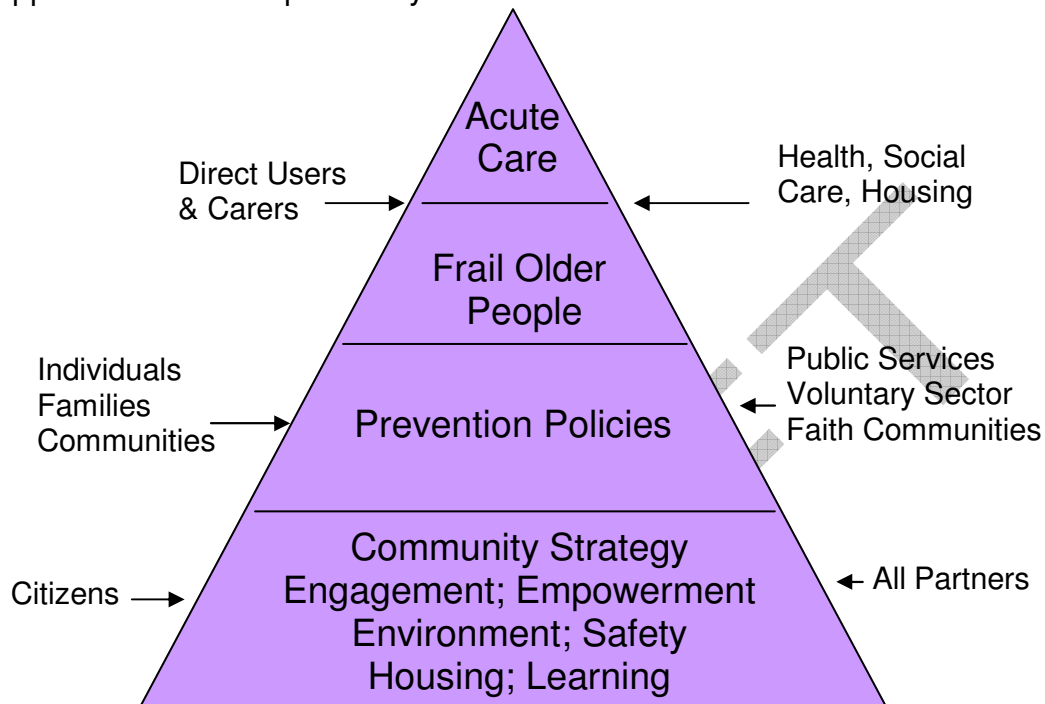 Acute
Care
Direct Users
& Carers
Health, Social
Care, Housing
Frail Older
People
Individuals
Families
Communities
Prevention Policies
Public Services
Voluntary Sector
Faith Communities
Community Strategy
Engagement; Empowerment
Environment; Safety
Housing; Learning
Citizens
All Partners